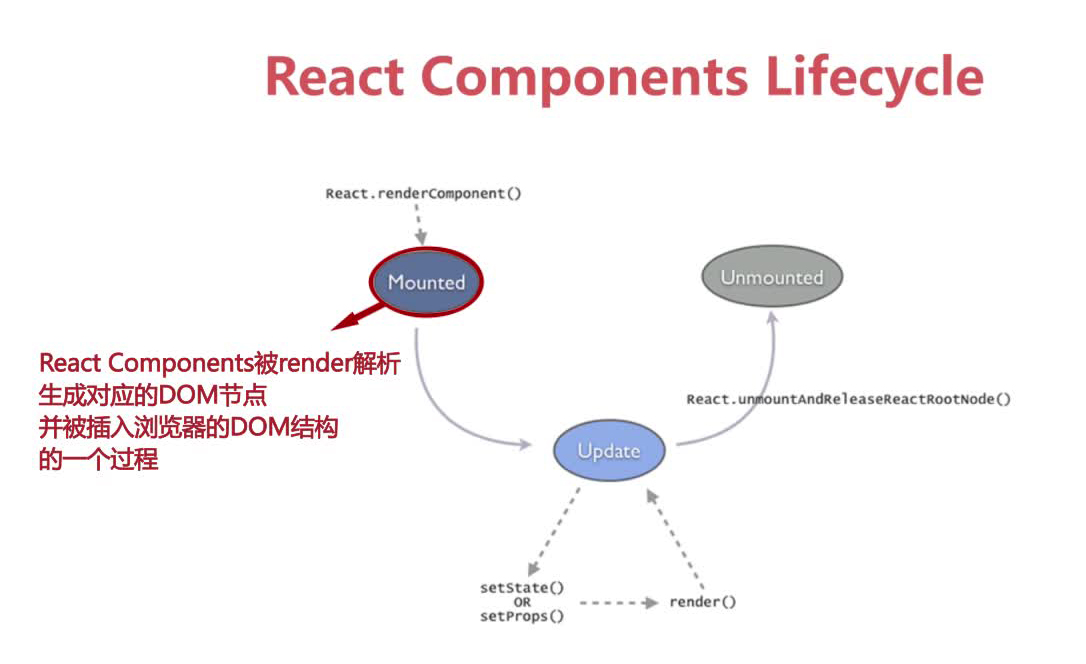 React Components Lifecycle
React.renderComponent()
Mounted
Unmounted
React Components被render解析
生成对应的DOM节点
并被插入浏览器的DOM结构
的一个过程
React.unmountAndReleaseReactRootNode()
Update
setState()
OR
setProps()
render()